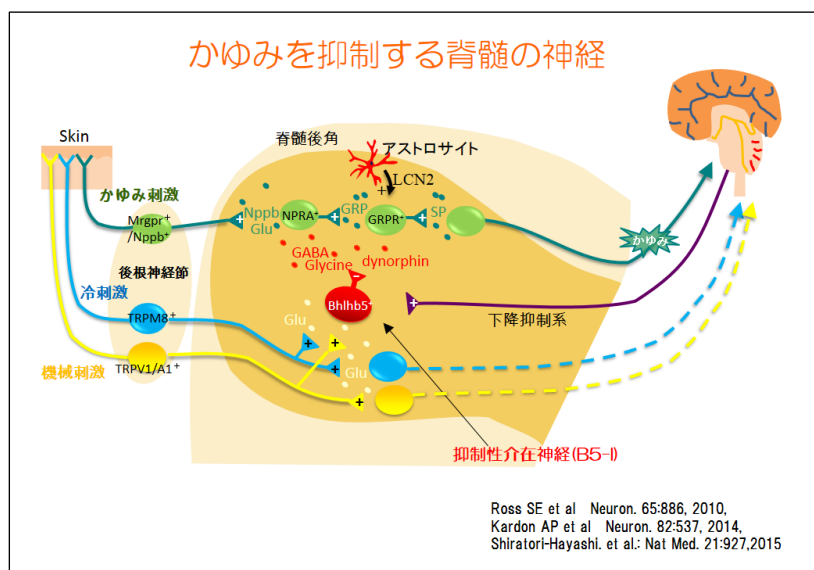 かゆみを抑制する脊髄の神経
Skin
脊髄後角
アストロサイト
LCN2
+
かゆみ刺激
Mrgpr⁺
/Nppb⁺
+
Nppb
Glu
NPRA⁺
+
GRP
GRPR⁺
+
SP
かゆみ
後根神経節
GABA
Glycine
dynorphin
冷刺激
-
Bhlhb5⁺
+
下降抑制系
TRPM8⁺
Glu
+
+
+
Glu
機械刺激
TRPV1/A1⁺
+
抑制性介在神経(B5-I)
Ross SE et al Neuron. 65:886, 2010,
Kardon AP et al Neuron. 82:537, 2014,
Shiratori-Hayashi. et al.: Nat Med. 21:927,2015